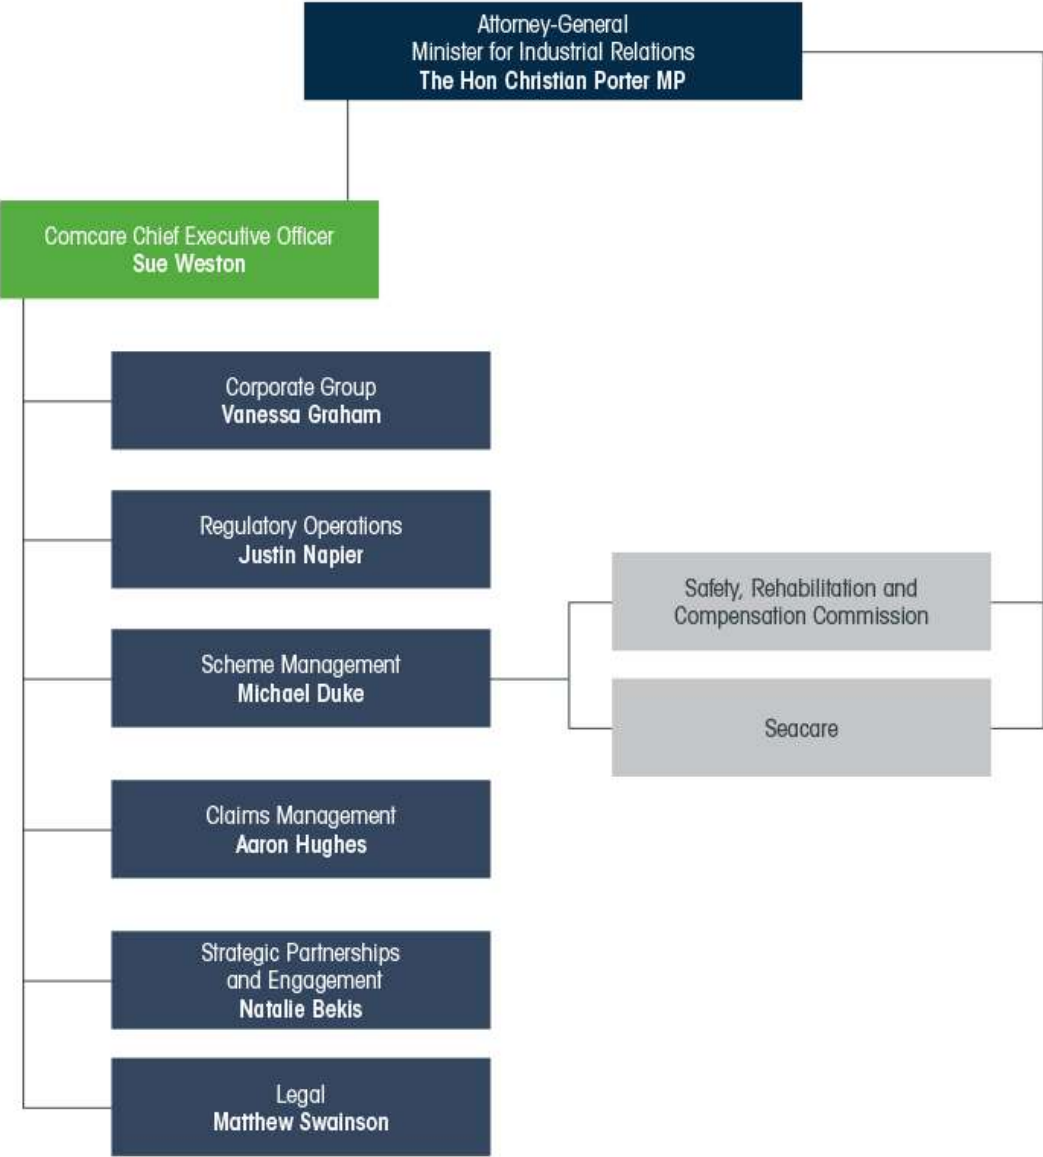 Attorney-General
Minister for Industrial Relations
The Hon Christian Porter MP
Comcare Chief Executive Officer
Sue Weston
Corporate Group
Vanessa Graham
Regulatory Operations
Justin Napier
Scheme Management
Michael Duke
Safety, Rehabilitation and
Compensation Commission
Seacare
Claims Management
Aaron Hughes
Strategic Partnerships
and Engagement
Natalie Bekis
Legal
Matthew Swainson